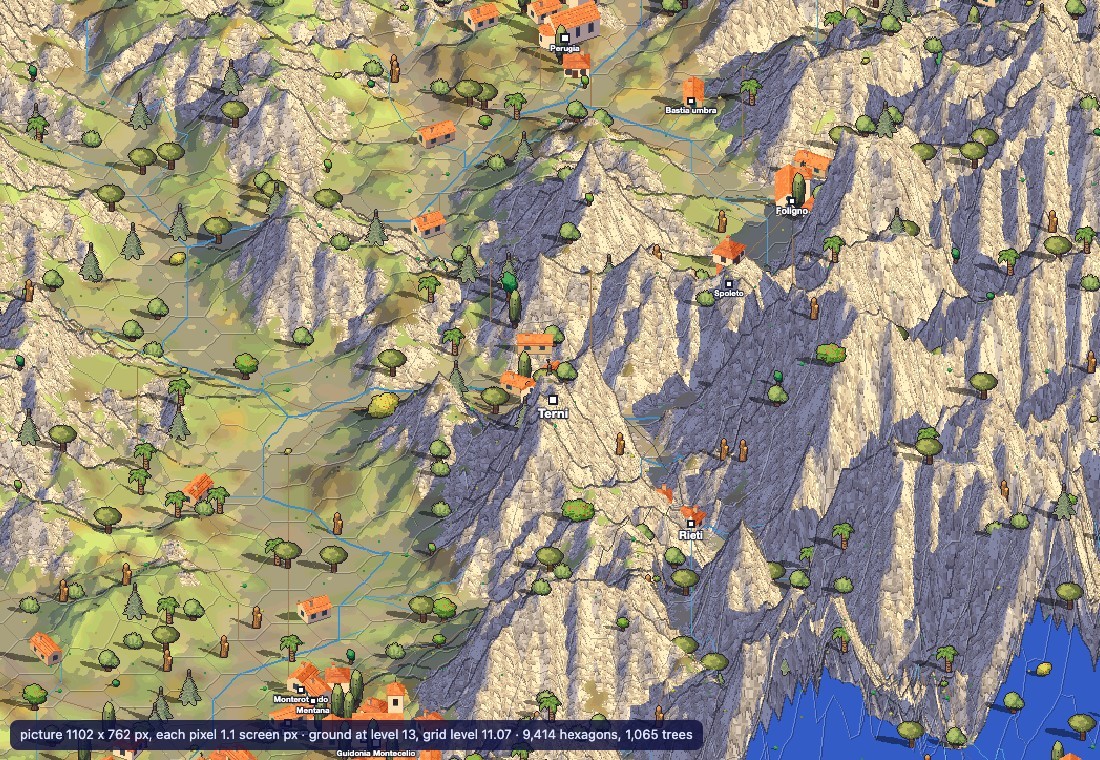 Perugia
Bastia umbra
Foligno
Spoleto
Terni
Rieti
Mentana
picture 1102 x 762 px, each pixel 1.1 screen px · ground at level 13, grid level 11.07 · 9,414 hexagons, 1,065 trees
Guidonia Montecelio